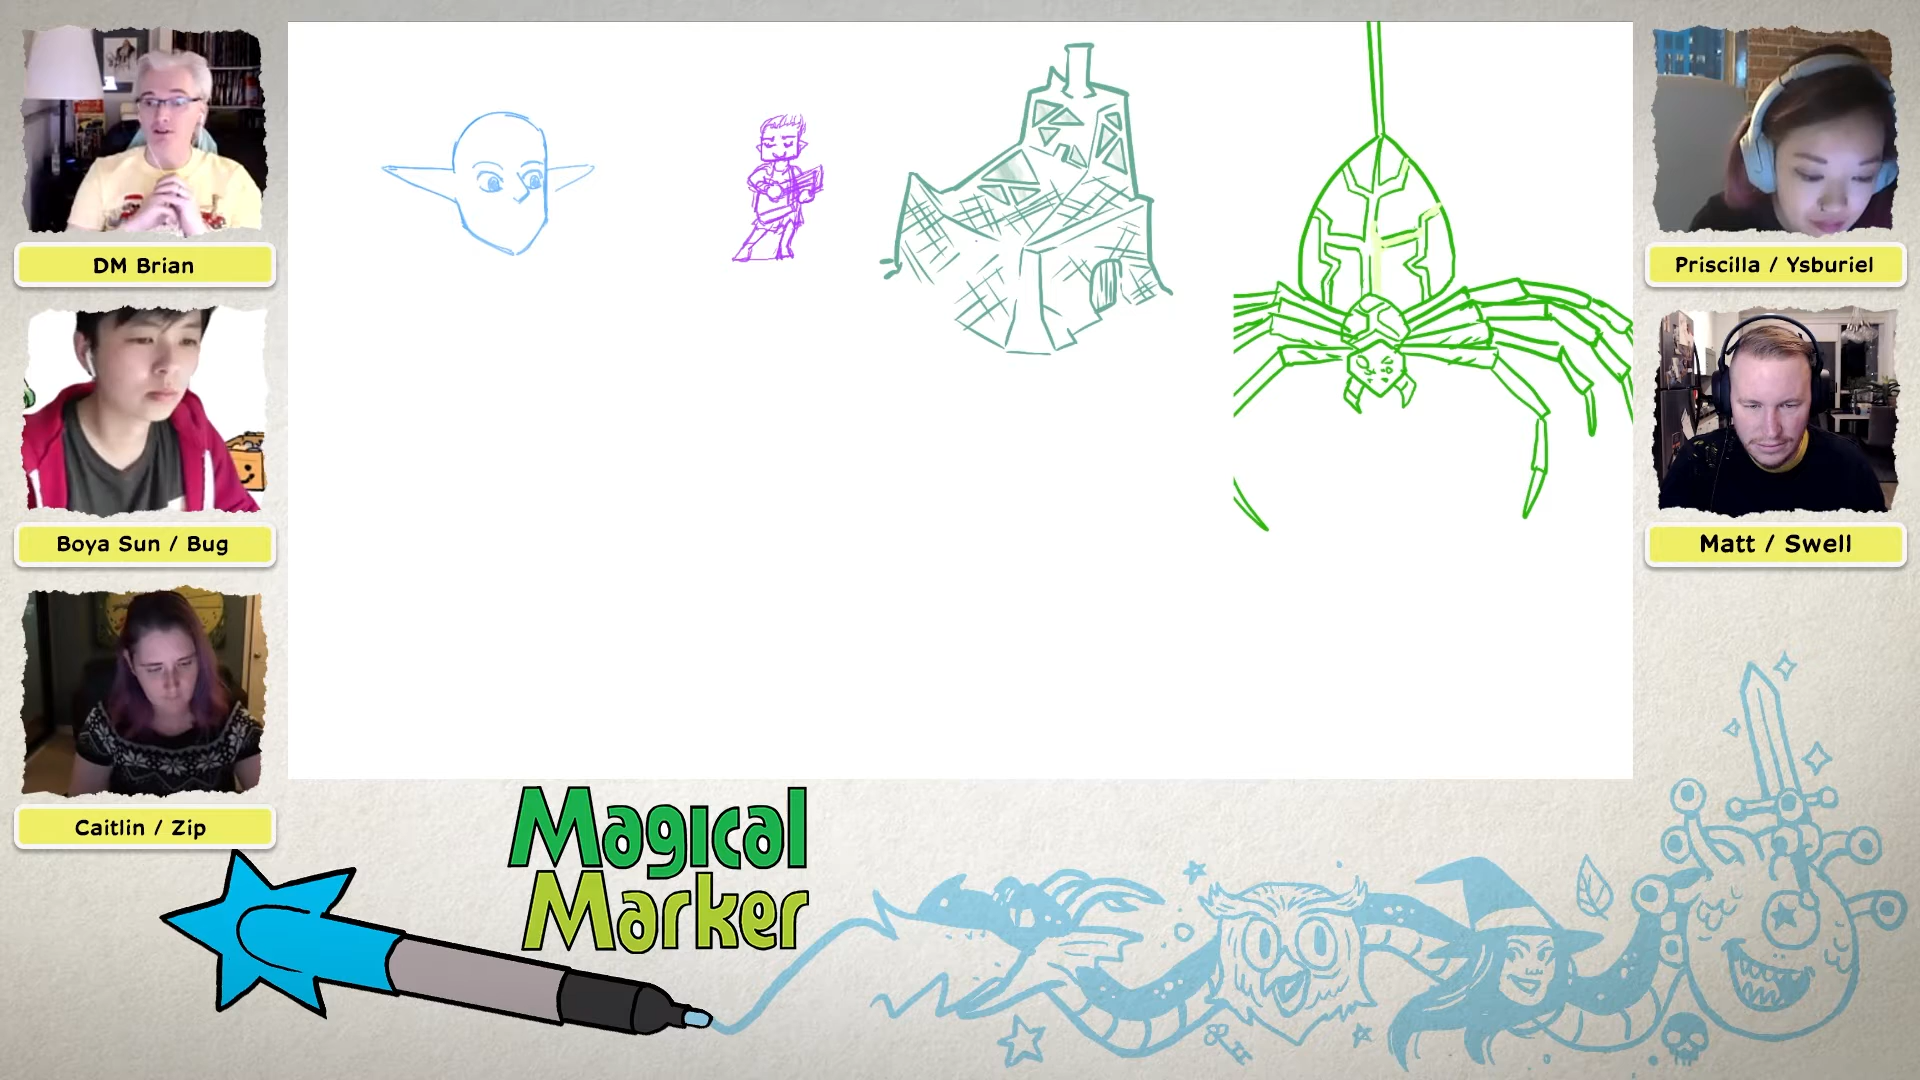 DM Brian
Boya Sun / Bug
Caitlin / Zip
Priscilla / Ysburiel
Matt / Swell
Magical
Marker